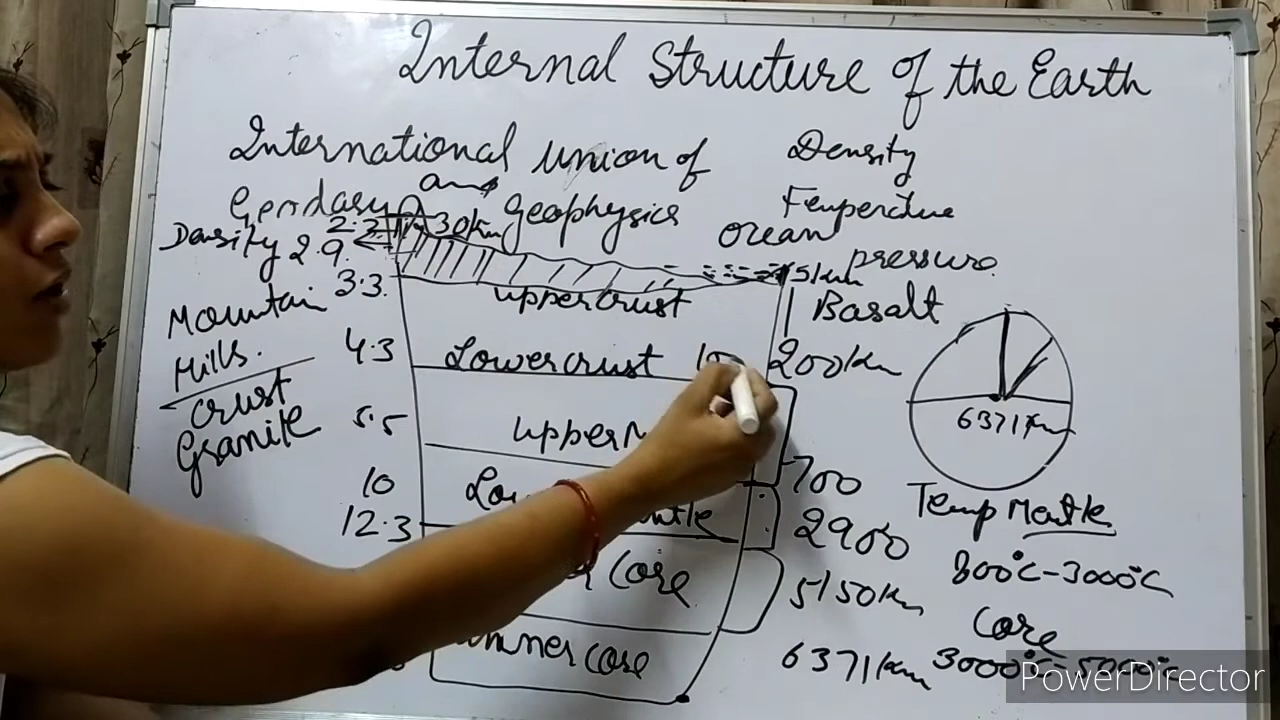 Internal Structure of the Earth
International union of
and
Geodasy Geophysics
Density
Temperature
pressure
Density 2.9
3.3
4.3
5.5
10
12.3
30km
Ocean
5km
Mountain
Hills.
Crust
Granite
upper crust
Basalt
Lower crust
200km
upper
700
2900
Core
5150km
inner core
6371km
6371km
Temp Mantle
800°C-3000°C
Core
3000°C-5000°C
PowerDirector